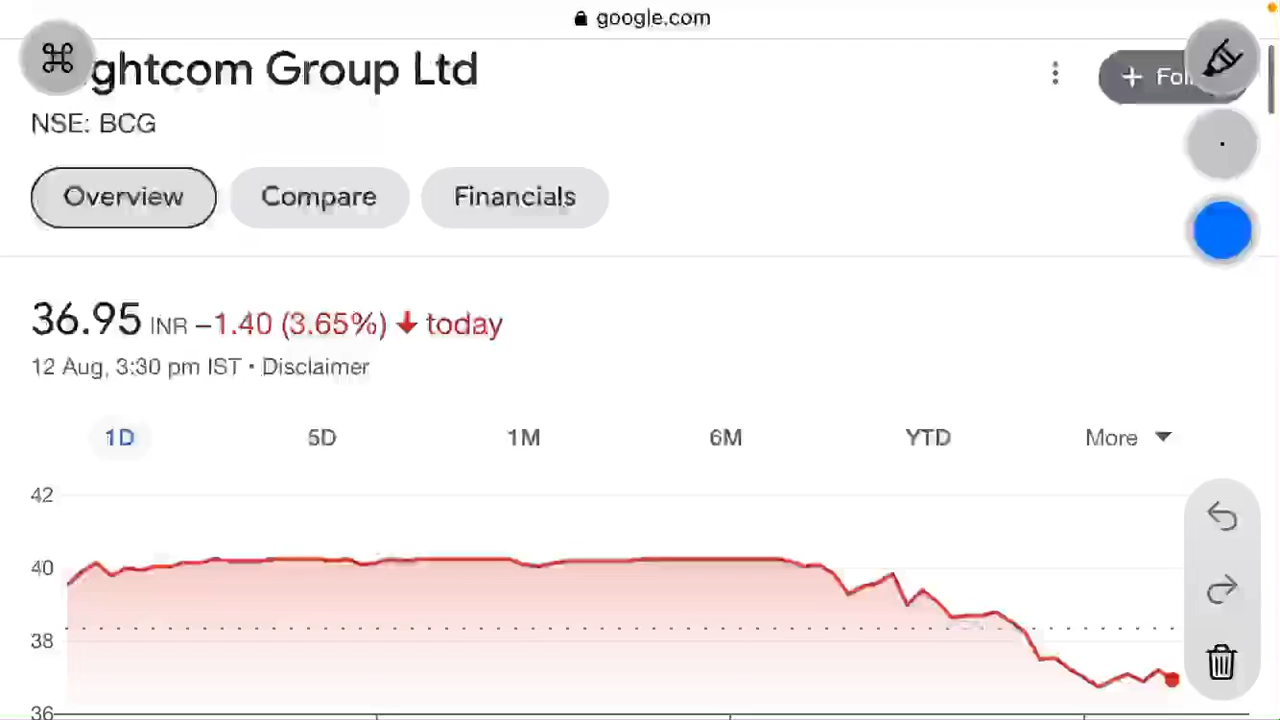 google.com
ghtcom Group Ltd
+ Fol
NSE: BCG
Overview Compare Financials
36.95 INR −1.40 (3.65%) ↓ today
12 Aug, 3:30 pm IST • Disclaimer
1D 5D 1M 6M YTD More
42
40
38
36